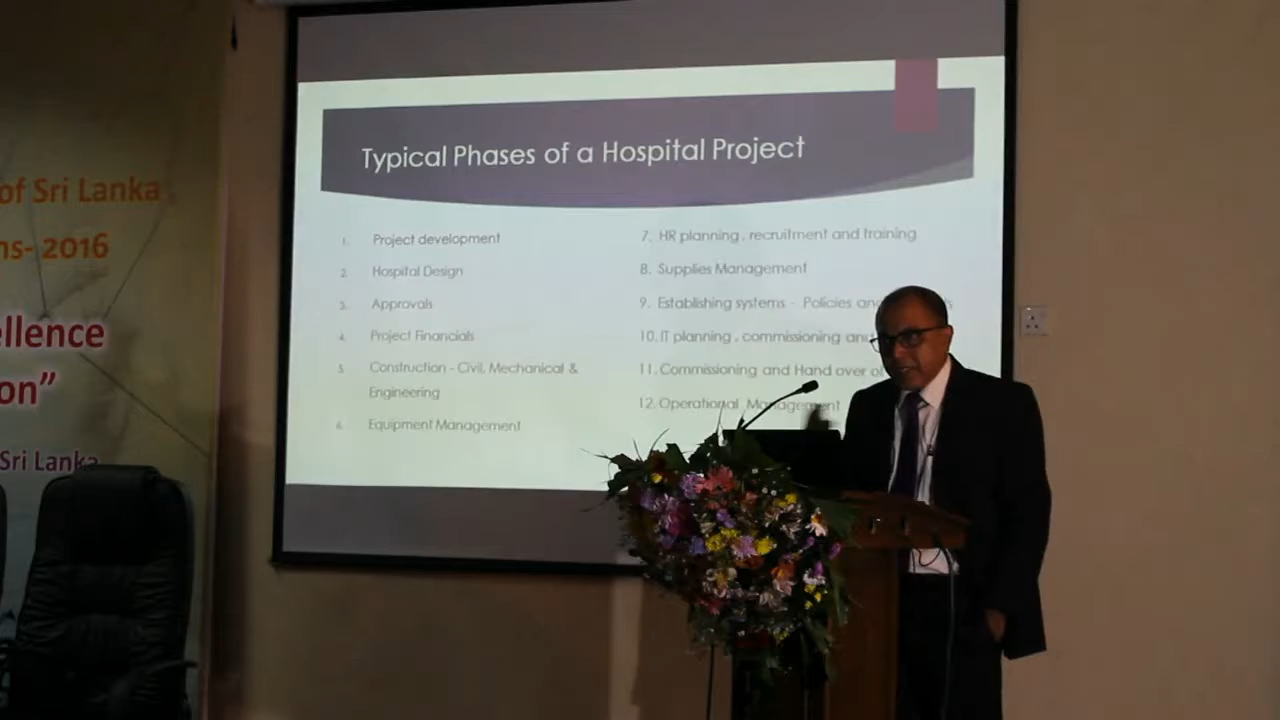 of Sri Lanka
ns- 2016
ellence
on”
Sri Lanka
Typical Phases of a Hospital Project
1. Project development
2. Hospital Design
3. Approvals
4. Project Financials
5. Construction - Civil, Mechanical &
Engineering
6. Equipment Management
7. HR planning , recruitment and training
8. Supplies Management
9. Establishing systems - Policies and
10. IT planning , commissioning and
11. Commissioning and Hand over of
12. Operational Management